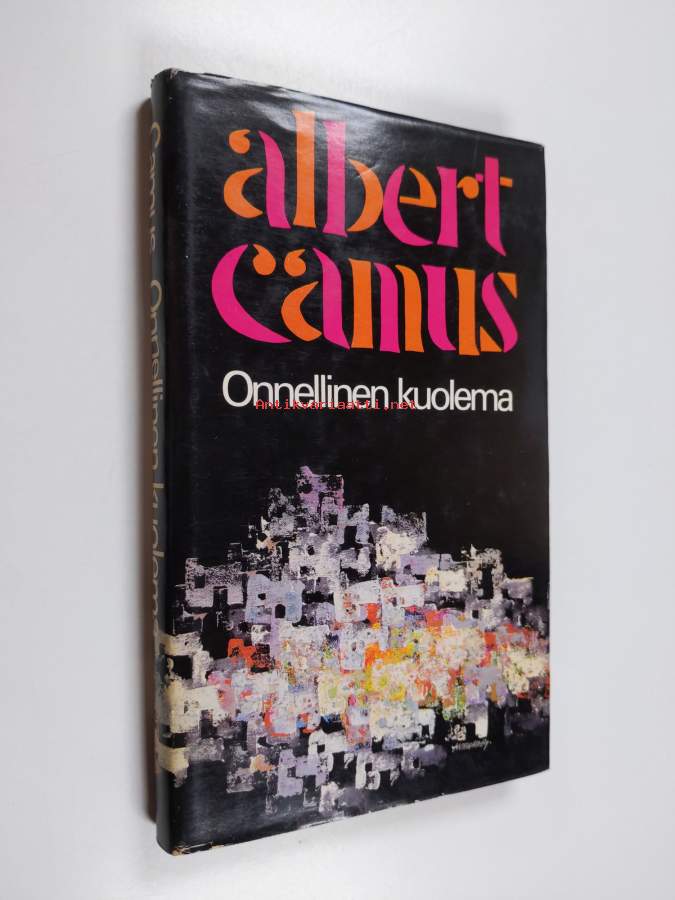 albert
camus
Onnellinen kuolema
Antikvariaatti.net
Camus Onnellinen kuolema